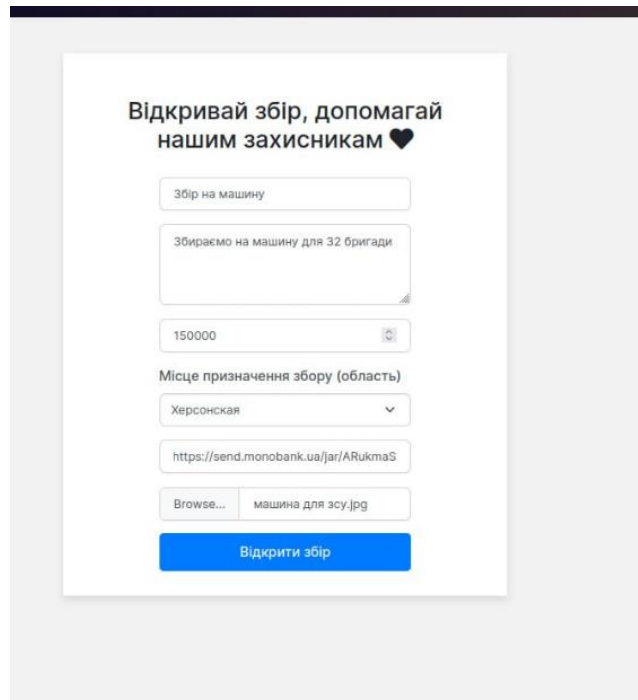 Відкривай збір, допомагай
нашим захисникам
Збір на машину
Збираємо на машину для 32 бригади
150000
Місце призначення збору (область)
Херсонская
https://send.monobank.ua/jar/ARukmaS
Browse... машина для зсу.jpg
Відкрити збір